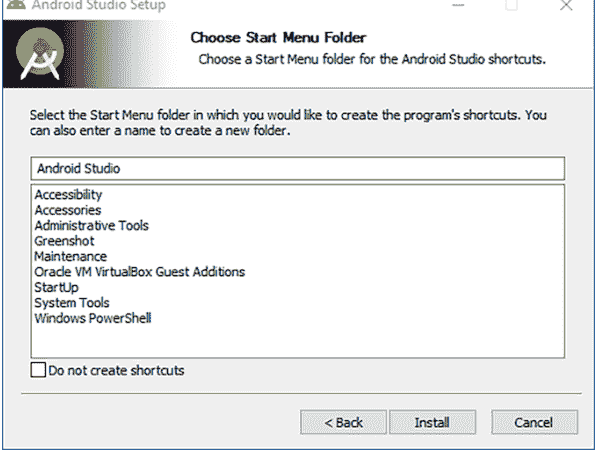 Android Studio Setup
Choose Start Menu Folder
Choose a Start Menu folder for the Android Studio shortcuts.
Select the Start Menu folder in which you would like to create the program's shortcuts. You
can also enter a name to create a new folder.
Android Studio
Accessibility
Accessories
Administrative Tools
Greenshot
Maintenance
Oracle VM VirtualBox Guest Additions
StartUp
System Tools
Windows PowerShell
Do not create shortcuts
< Back
Install
Cancel